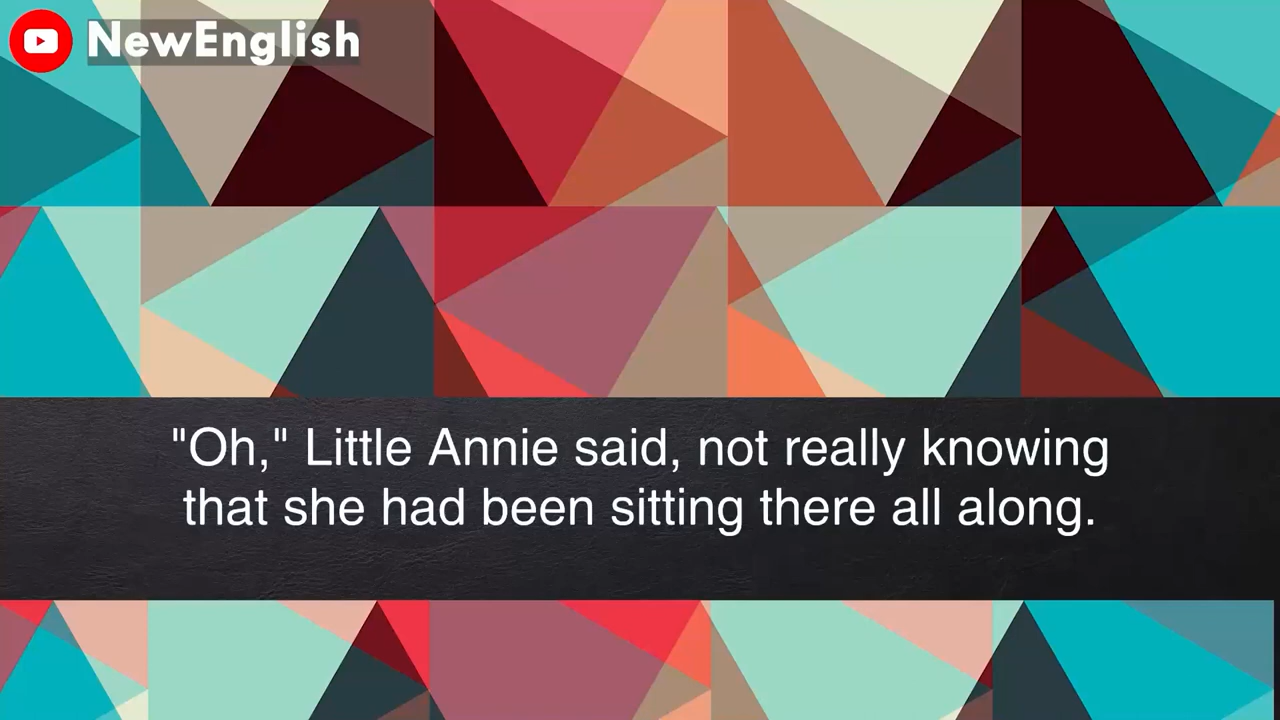 NewEnglish
"Oh," Little Annie said, not really knowing
that she had been sitting there all along.